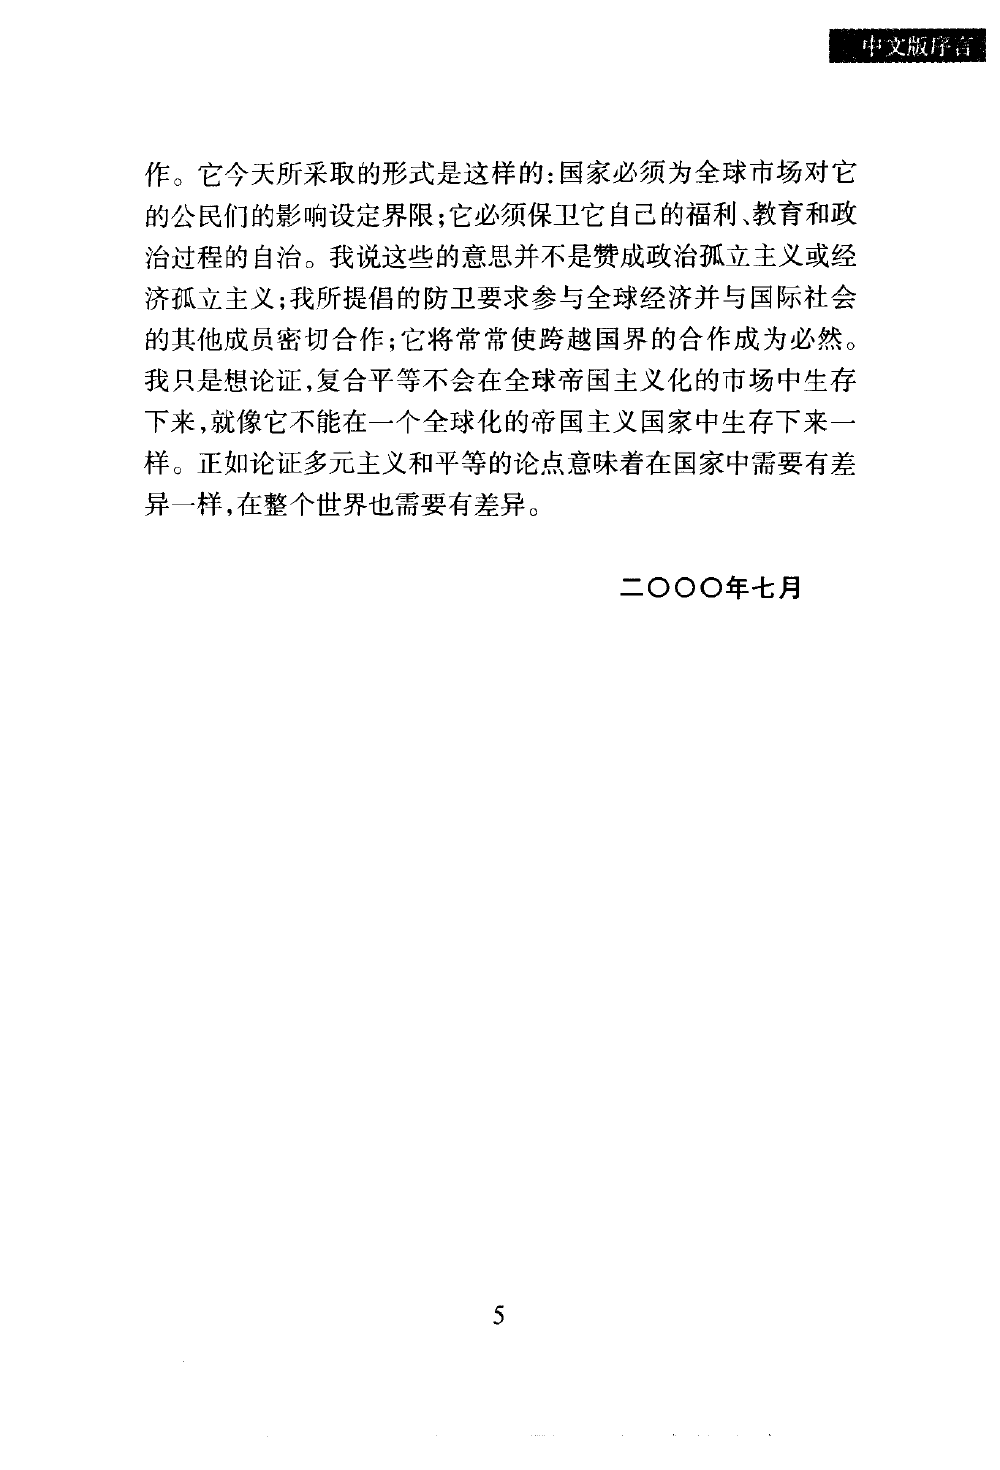 中文版序言
作。它今天所采取的形式是这样的:国家必须为全球市场对它
的公民们的影响设定界限;它必须保卫它自己的福利、教育和政
治过程的自治。我说这些的意思并不是赞成政治孤立主义或经
济孤立主义;我所提倡的防卫要求参与全球经济并与国际社会
的其他成员密切合作;它将常常使跨越国界的合作成为必然。
我只是想论证,复合平等不会在全球帝国主义化的市场中生存
下来,就像它不能在一个全球化的帝国主义国家中生存下来一
样。正如论证多元主义和平等的论点意味着在国家中需要有差
异一样,在整个世界也需要有差异。
二〇〇〇年七月
5